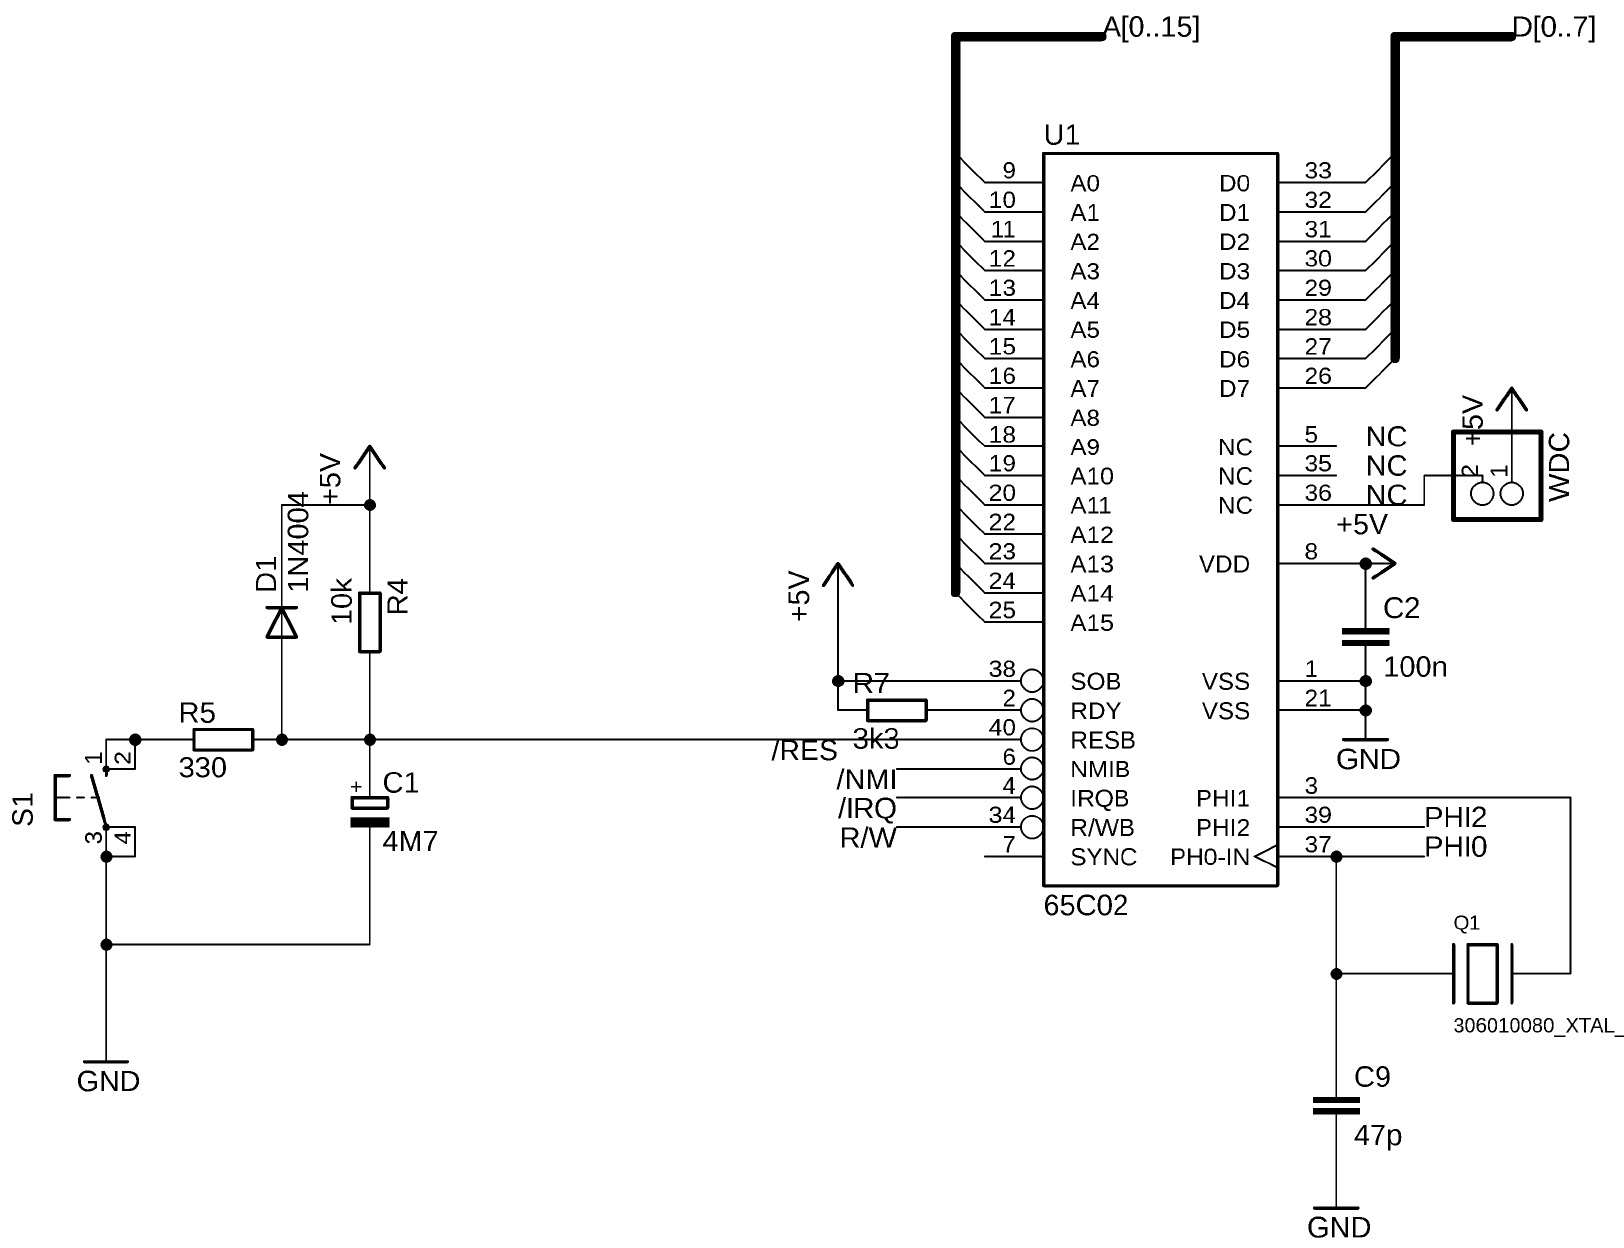 A[0..15]
D[0..7]
U1
9 A0 D0 33
10 A1 D1 32
11 A2 D2 31
12 A3 D3 30
13 A4 D4 29
14 A5 D5 28
15 A6 D6 27
16 A7 D7 26
17 A8
18 A9 NC 5 NC
19 A10 NC 35 NC
20 A11 NC 36 NC
22 A12
23 A13 VDD 8
24 A14
25 A15
38 SOB VSS 1
2 RDY VSS 21
40 RESB
6 NMIB
4 IRQB PHI1 3
34 R/WB PHI2 39
7 SYNC PH0-IN 37
65C02
+5V
2
1
WDC
+5V
C2
100n
GND
PHI2
PHI0
Q1
306010080_XTAL_
C9
47p
GND
+5V
R7
3k3
/RES
/NMI
/IRQ
R/W
+5V
D1
1N4004
10k
R4
R5
330
+
C1
4M7
S1
1
2
3
4
GND